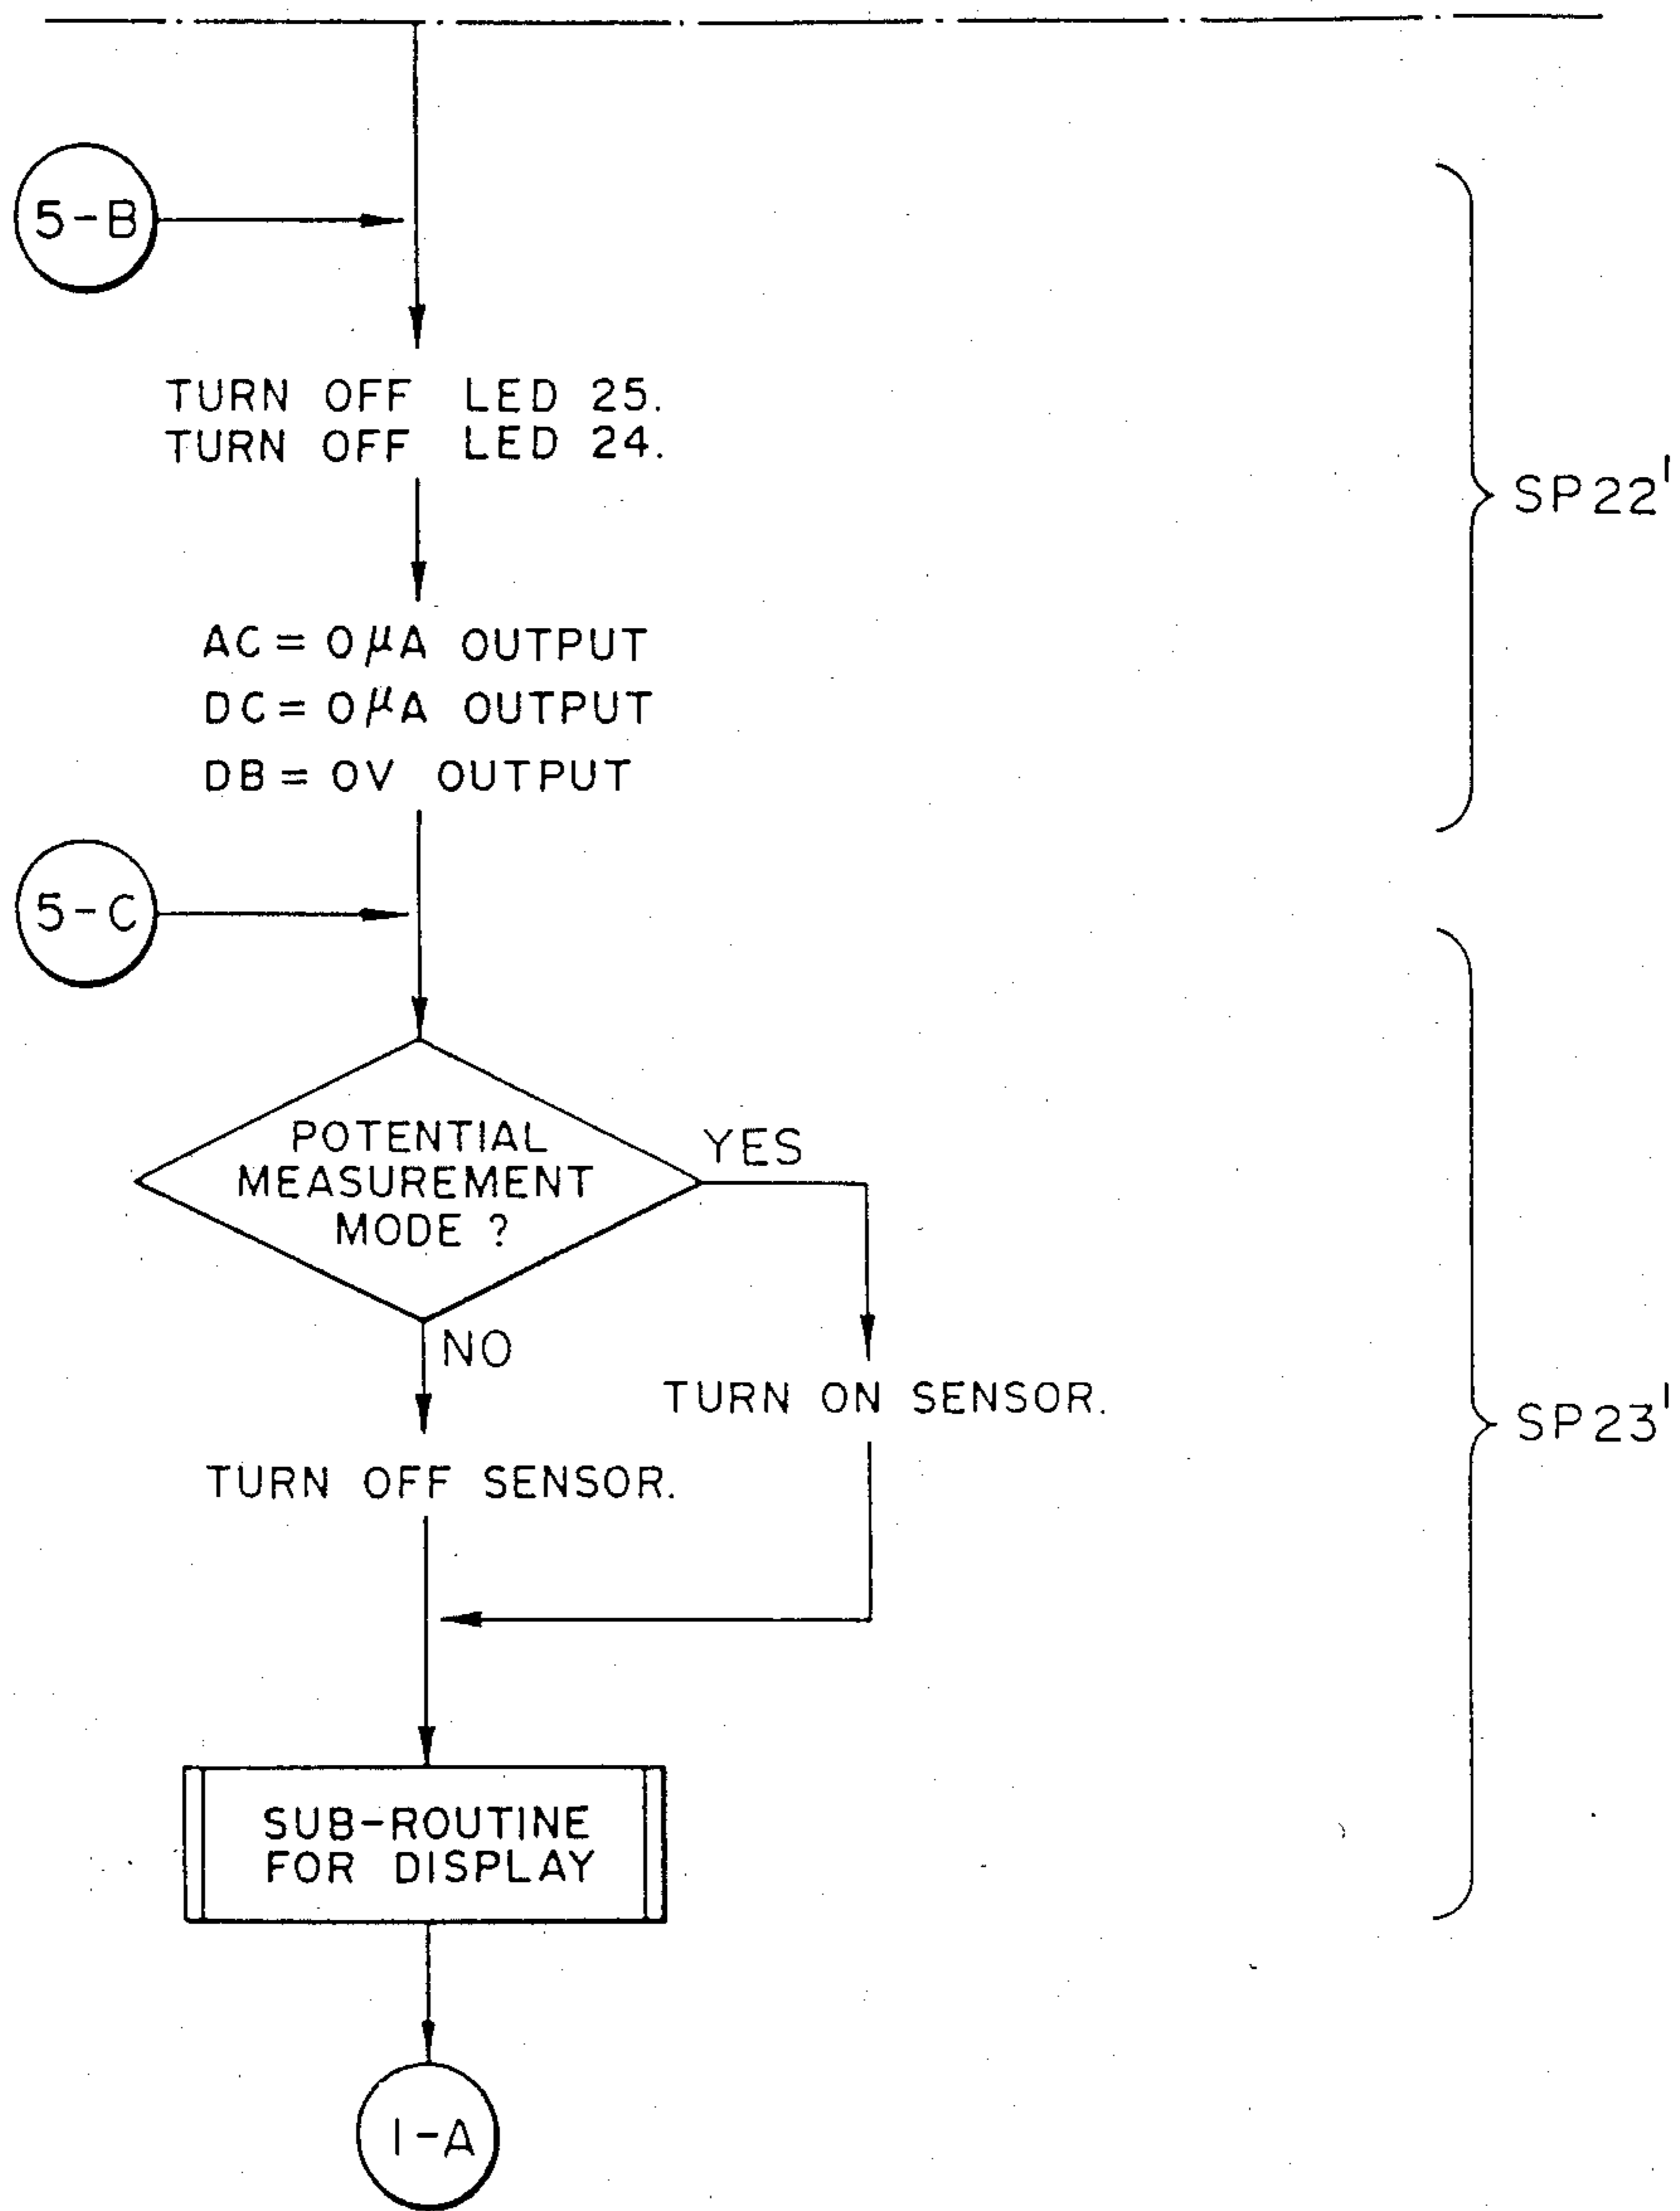 5-B
TURN OFF LED 25.
TURN OFF LED 24.
SP22'
AC = 0μA OUTPUT
DC = 0μA OUTPUT
DB = 0V OUTPUT
5-C
POTENTIAL
MEASUREMENT
MODE ?
YES
NO
TURN ON SENSOR.
SP23'
TURN OFF SENSOR.
SUB-ROUTINE
FOR DISPLAY
1-A